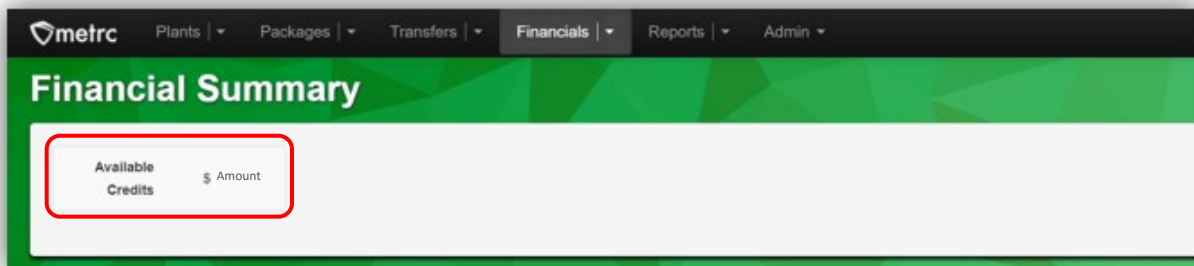 metrc Plants Packages Transfers Financials Reports Admin
Financial Summary
Available
Credits
$ Amount